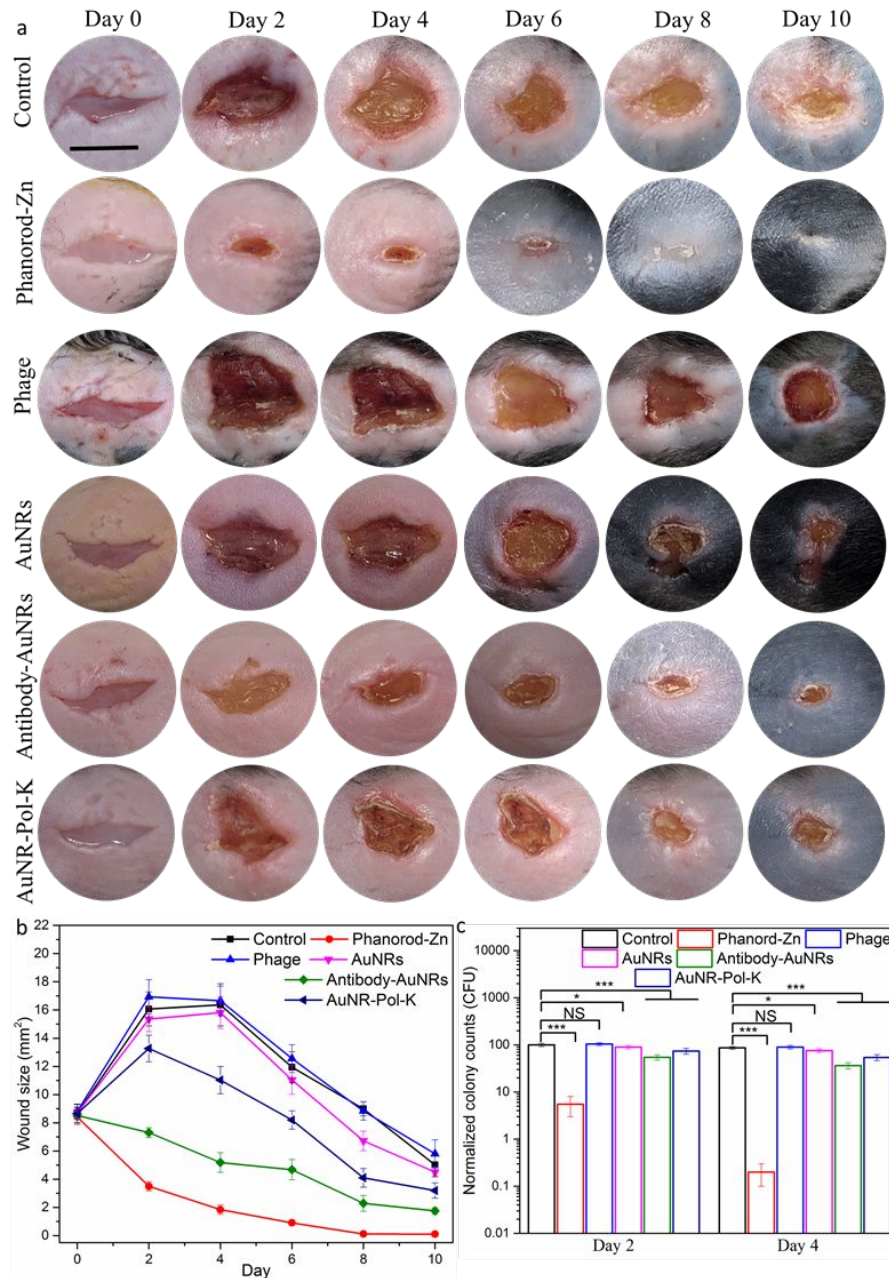 a
Day 0 Day 2 Day 4 Day 6 Day 8 Day 10
Control
Phanorod-Zn
Phage
AuNRs
Antibody-AuNRs
AuNR-Pol-K
b
22
20
18
16
14
12
10
8
6
4
2
0
Wound size (mm²)
Control Phanorod-Zn
Phage AuNRs
Antibody-AuNRs
AuNR-Pol-K
0 2 4 6 8 10
Day
c
10000
1000
100
10
1
0.1
0.01
Normalized colony counts (CFU)
Control Phanord-Zn Phage
AuNRs Antibody-AuNRs
AuNR-Pol-K
*** ***
* *
NS NS
*** ***
Day 2 Day 4